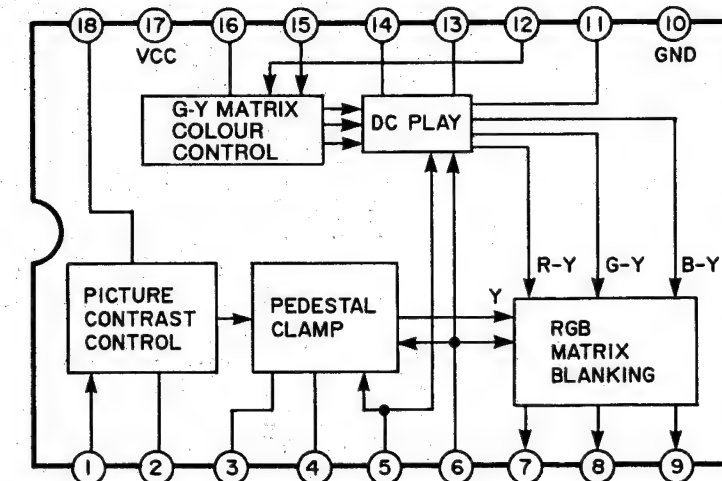 18 17 16 15 14 13 12 11 10
VCC
GND
G-Y MATRIX
COLOUR
CONTROL
DC PLAY
R-Y G-Y B-Y
PICTURE
CONTRAST
CONTROL
PEDESTAL
CLAMP
Y
RGB
MATRIX
BLANKING
1 2 3 4 5 6 7 8 9